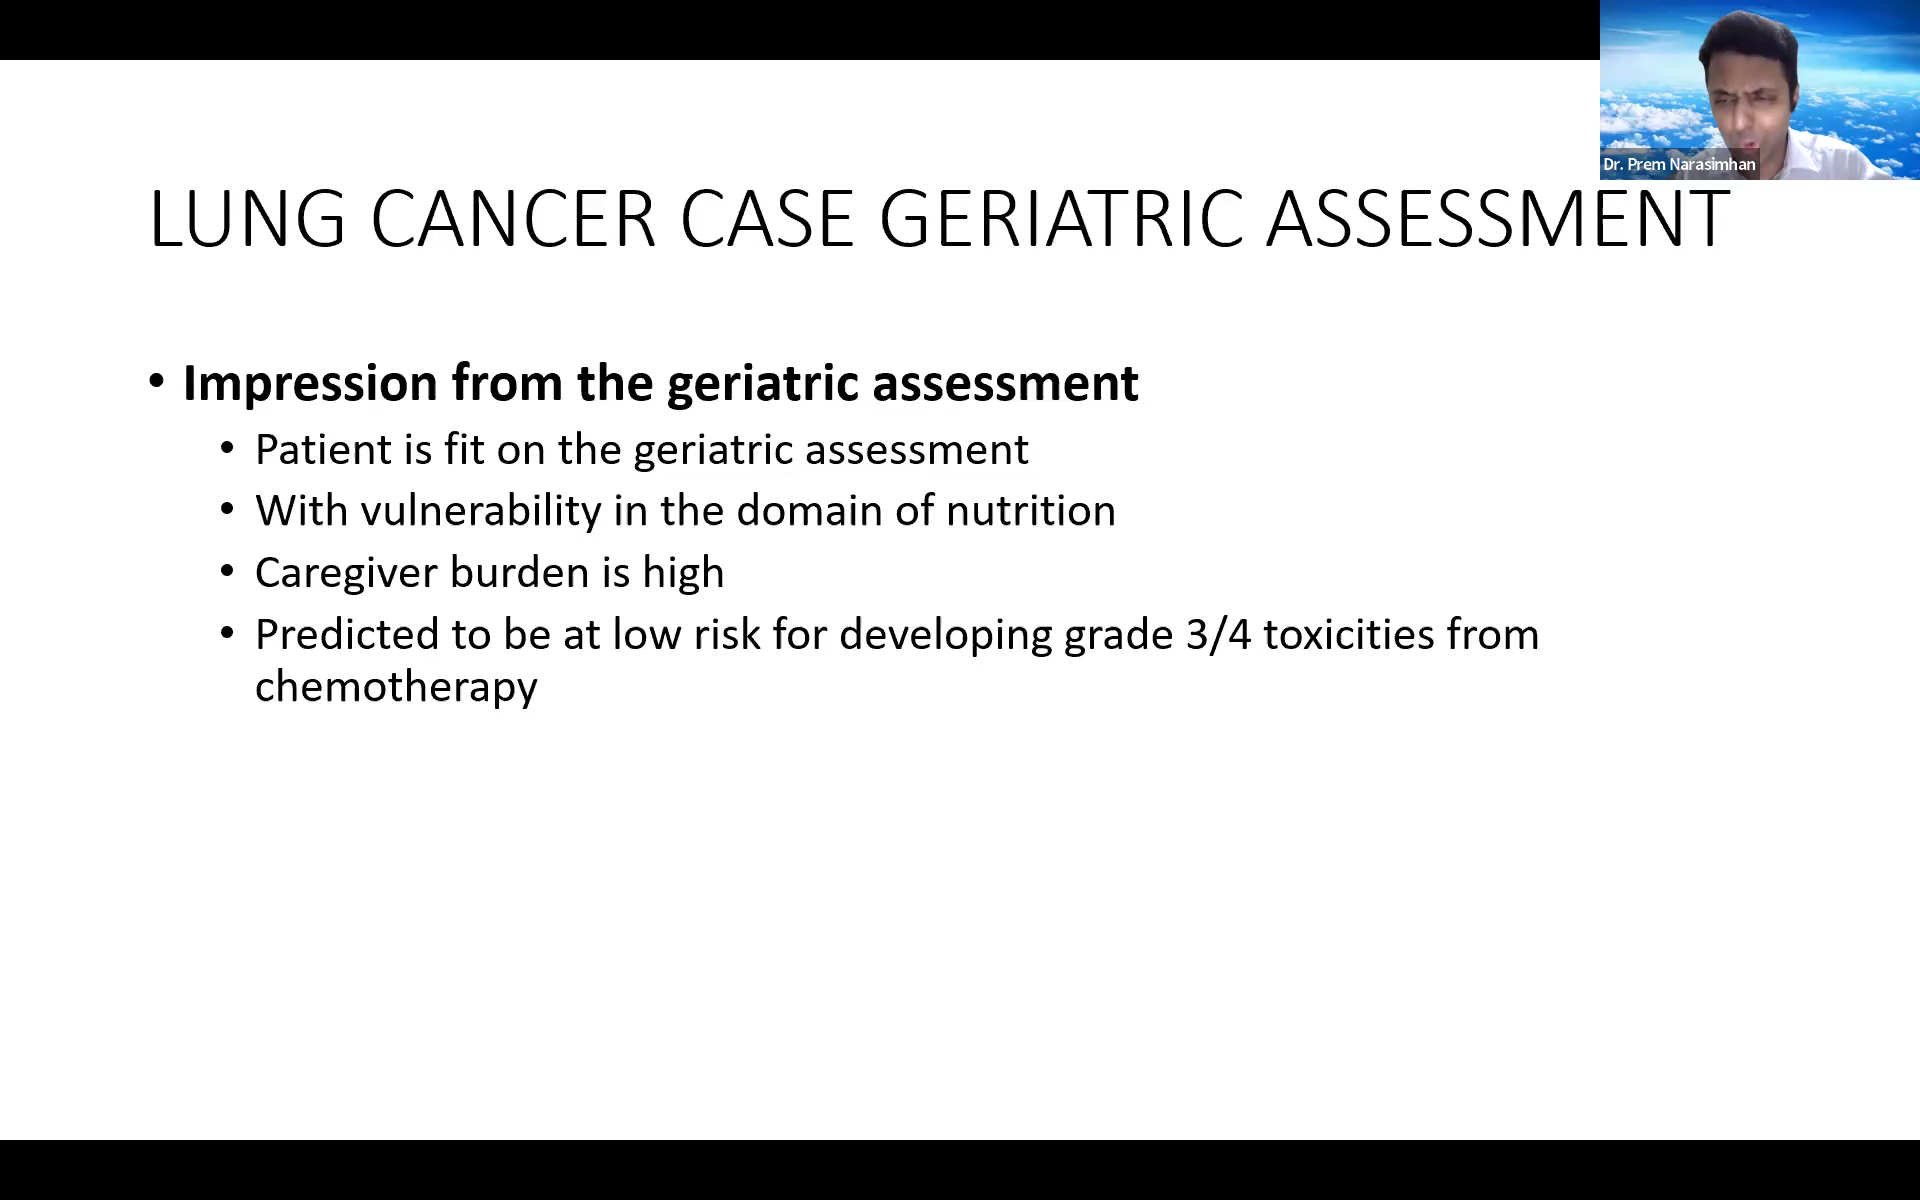 Dr. Prem Narasimhan
LUNG CANCER CASE GERIATRIC ASSESSMENT
• Impression from the geriatric assessment
• Patient is fit on the geriatric assessment
• With vulnerability in the domain of nutrition
• Caregiver burden is high
• Predicted to be at low risk for developing grade 3/4 toxicities from
chemotherapy